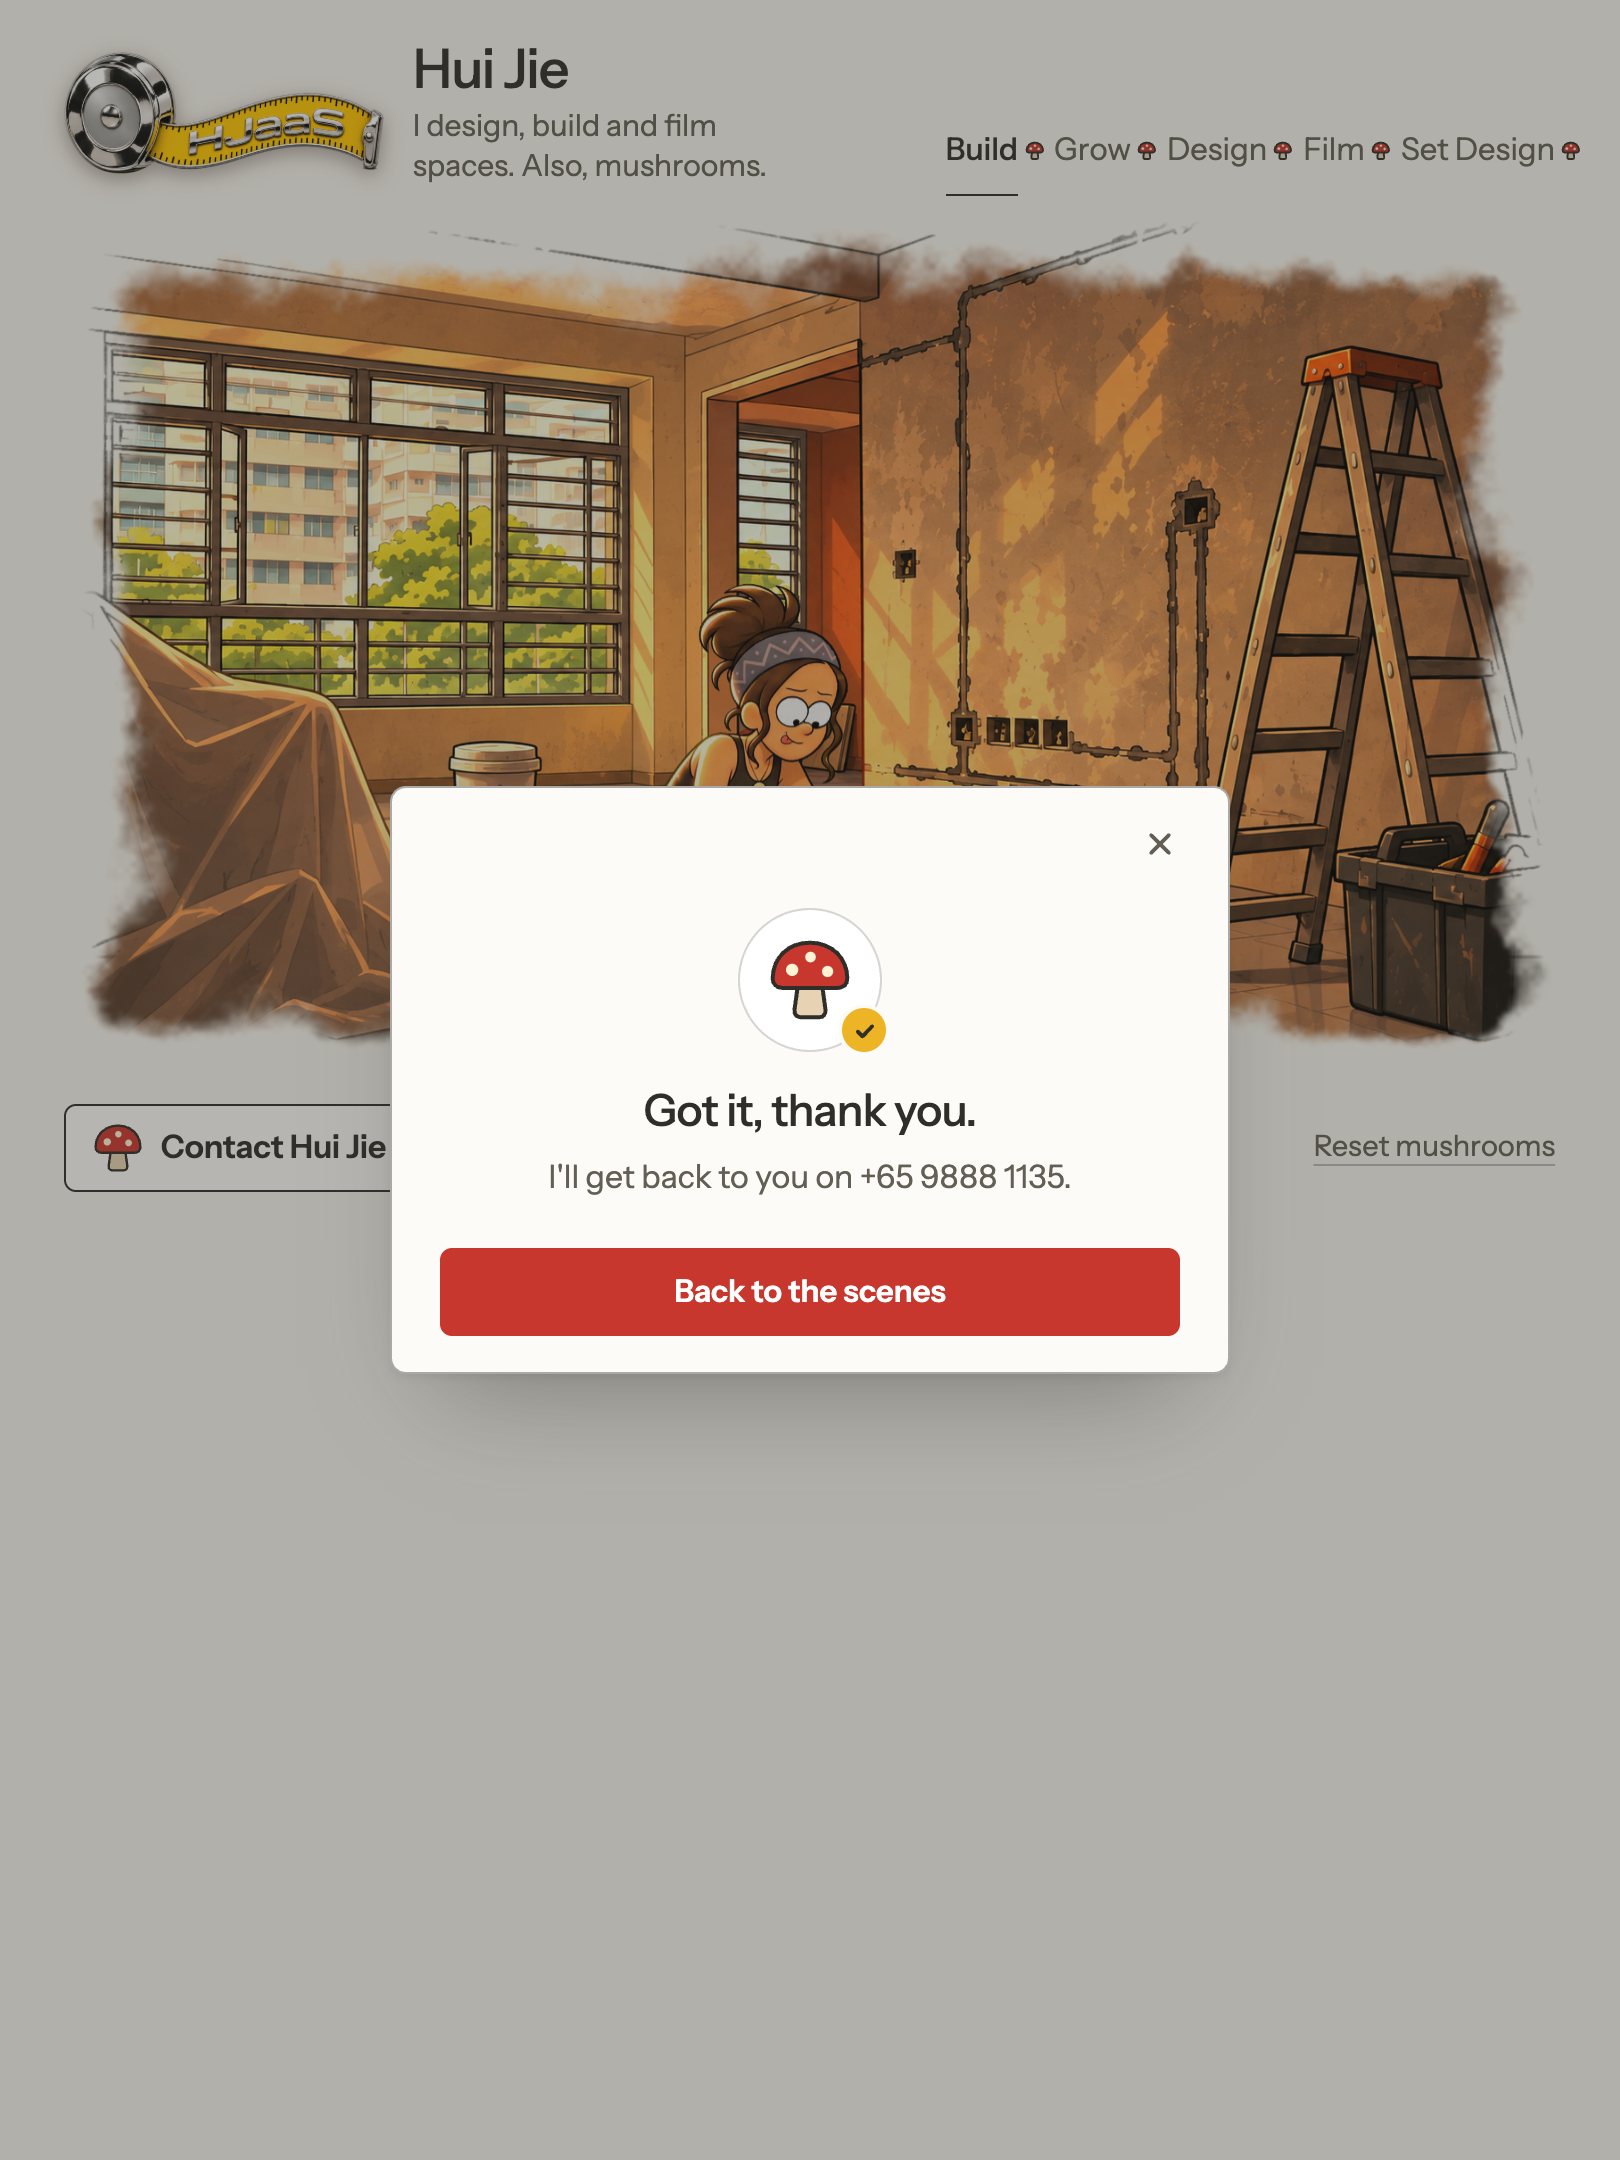 HJaaS
Hui Jie
I design, build and film
spaces. Also, mushrooms.
Build Grow Design Film Set Design
Got it, thank you.
I'll get back to you on +65 9888 1135.
Back to the scenes
Contact Hui Jie
Reset mushrooms